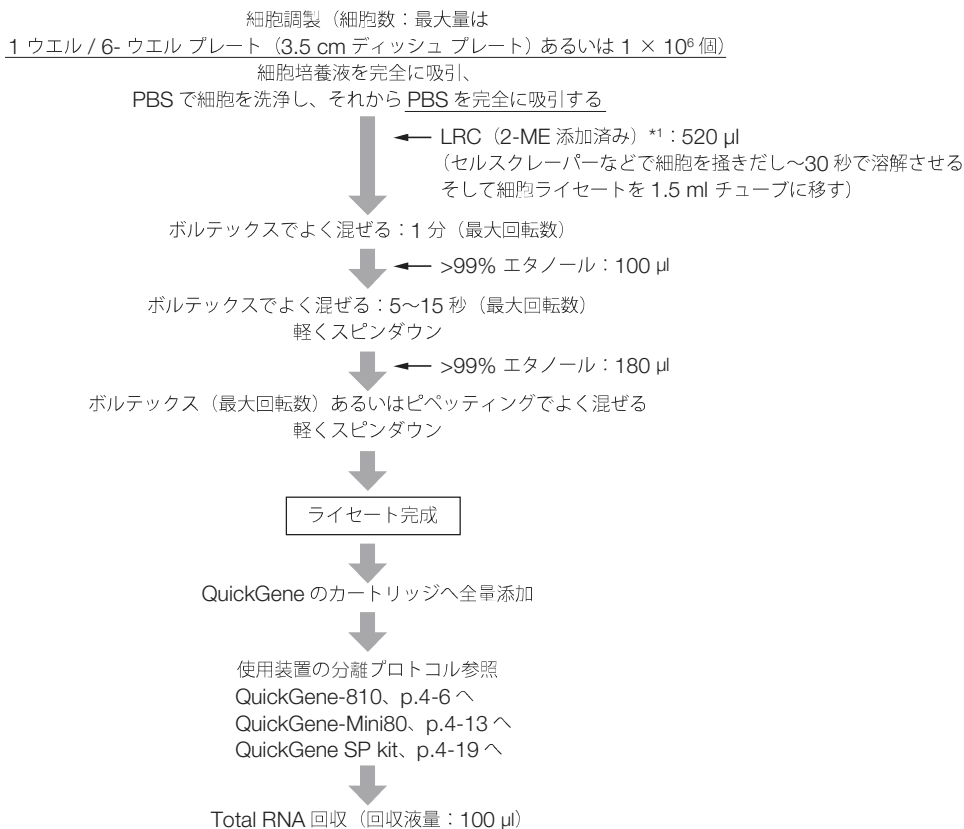 細胞調製（細胞数：最大量は
1 ウエル / 6- ウエル プレート（3.5 cm ディッシュ プレート）あるいは 1 × 10⁶ 個）
細胞培養液を完全に吸引、
PBS で細胞を洗浄し、それから PBS を完全に吸引する
LRC（2-ME 添加済み）*¹：520 µl
（セルスクレーパーなどで細胞を掻きだし～30 秒で溶解させる
そして細胞ライセートを 1.5 ml チューブに移す）
ボルテックスでよく混ぜる：1 分（最大回転数）
>99% エタノール：100 µl
ボルテックスでよく混ぜる：5～15 秒（最大回転数）
軽くスピンダウン
>99% エタノール：180 µl
ボルテックス（最大回転数）あるいはピペッティングでよく混ぜる
軽くスピンダウン
ライセート完成
QuickGene のカートリッジへ全量添加
使用装置の分離プロトコル参照
QuickGene-810、p.4-6 へ
QuickGene-Mini80、p.4-13 へ
QuickGene SP kit、p.4-19 へ
Total RNA 回収（回収液量：100 µl）